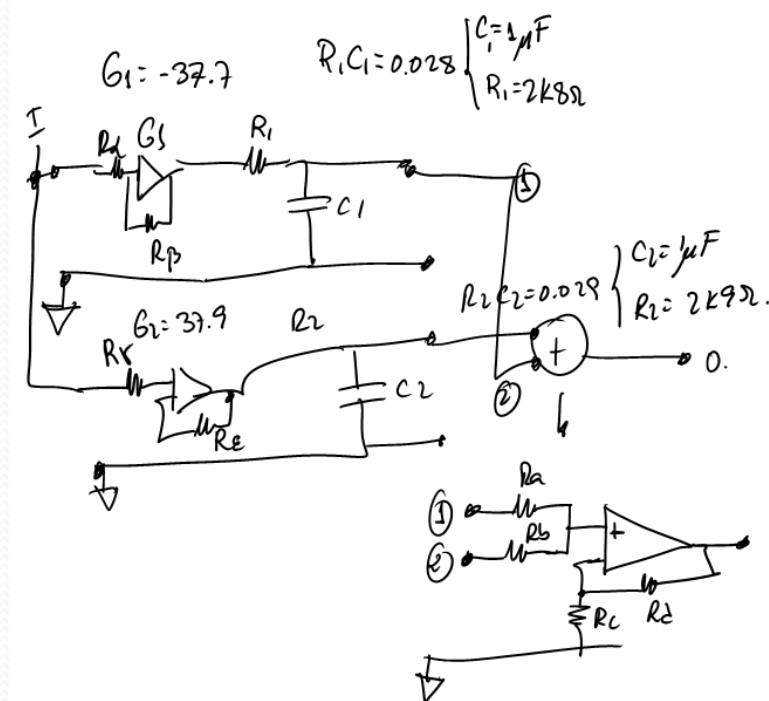 G1 = -37.7
R1C1 = 0.028 { C1 = 1μF
R1 = 2K8Ω
I
Rα G1 R1
C1
Rβ
①
G2 = 37.9 R2
R2C2 = 0.029 { C2 = 1μF
R2 = 2K9Ω.
Rγ
C2
+
O.
②
Rε
Ra
①
Rb
②
+
Rc Rd